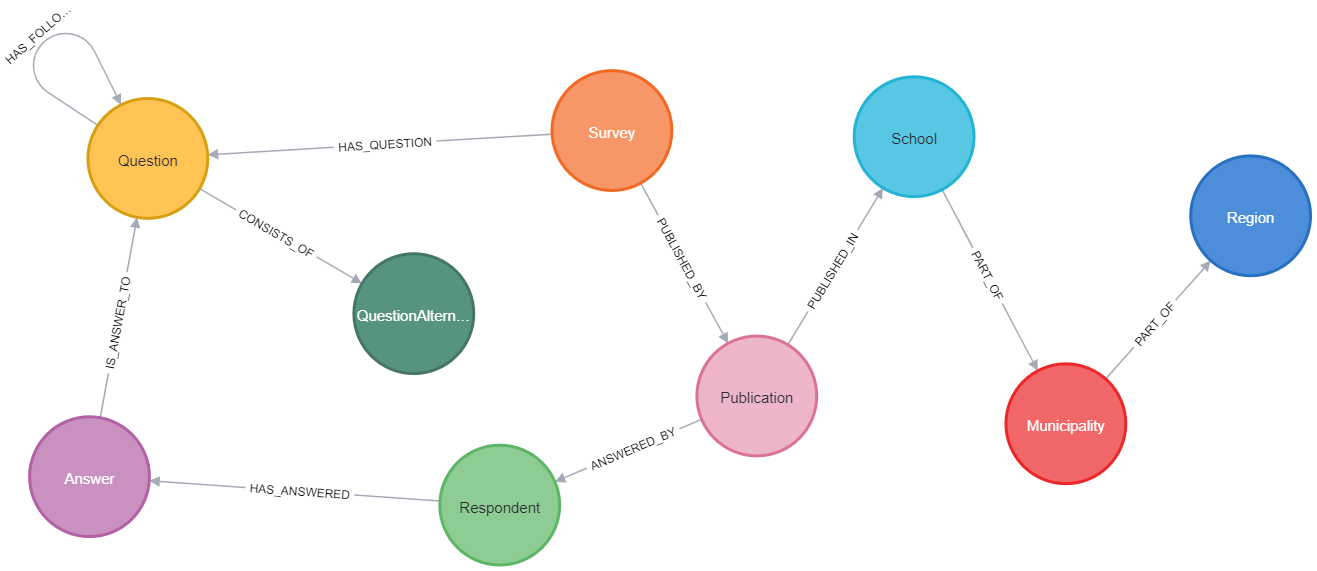 HAS_FOLLO...
Question
HAS_QUESTION
Survey
School
Region
CONSISTS_OF
QuestionAltern...
PUBLISHED_BY
PUBLISHED_IN
PART_OF
PART_OF
IS_ANSWER_TO
Publication
Municipality
ANSWERED_BY
Answer
HAS_ANSWERED
Respondent